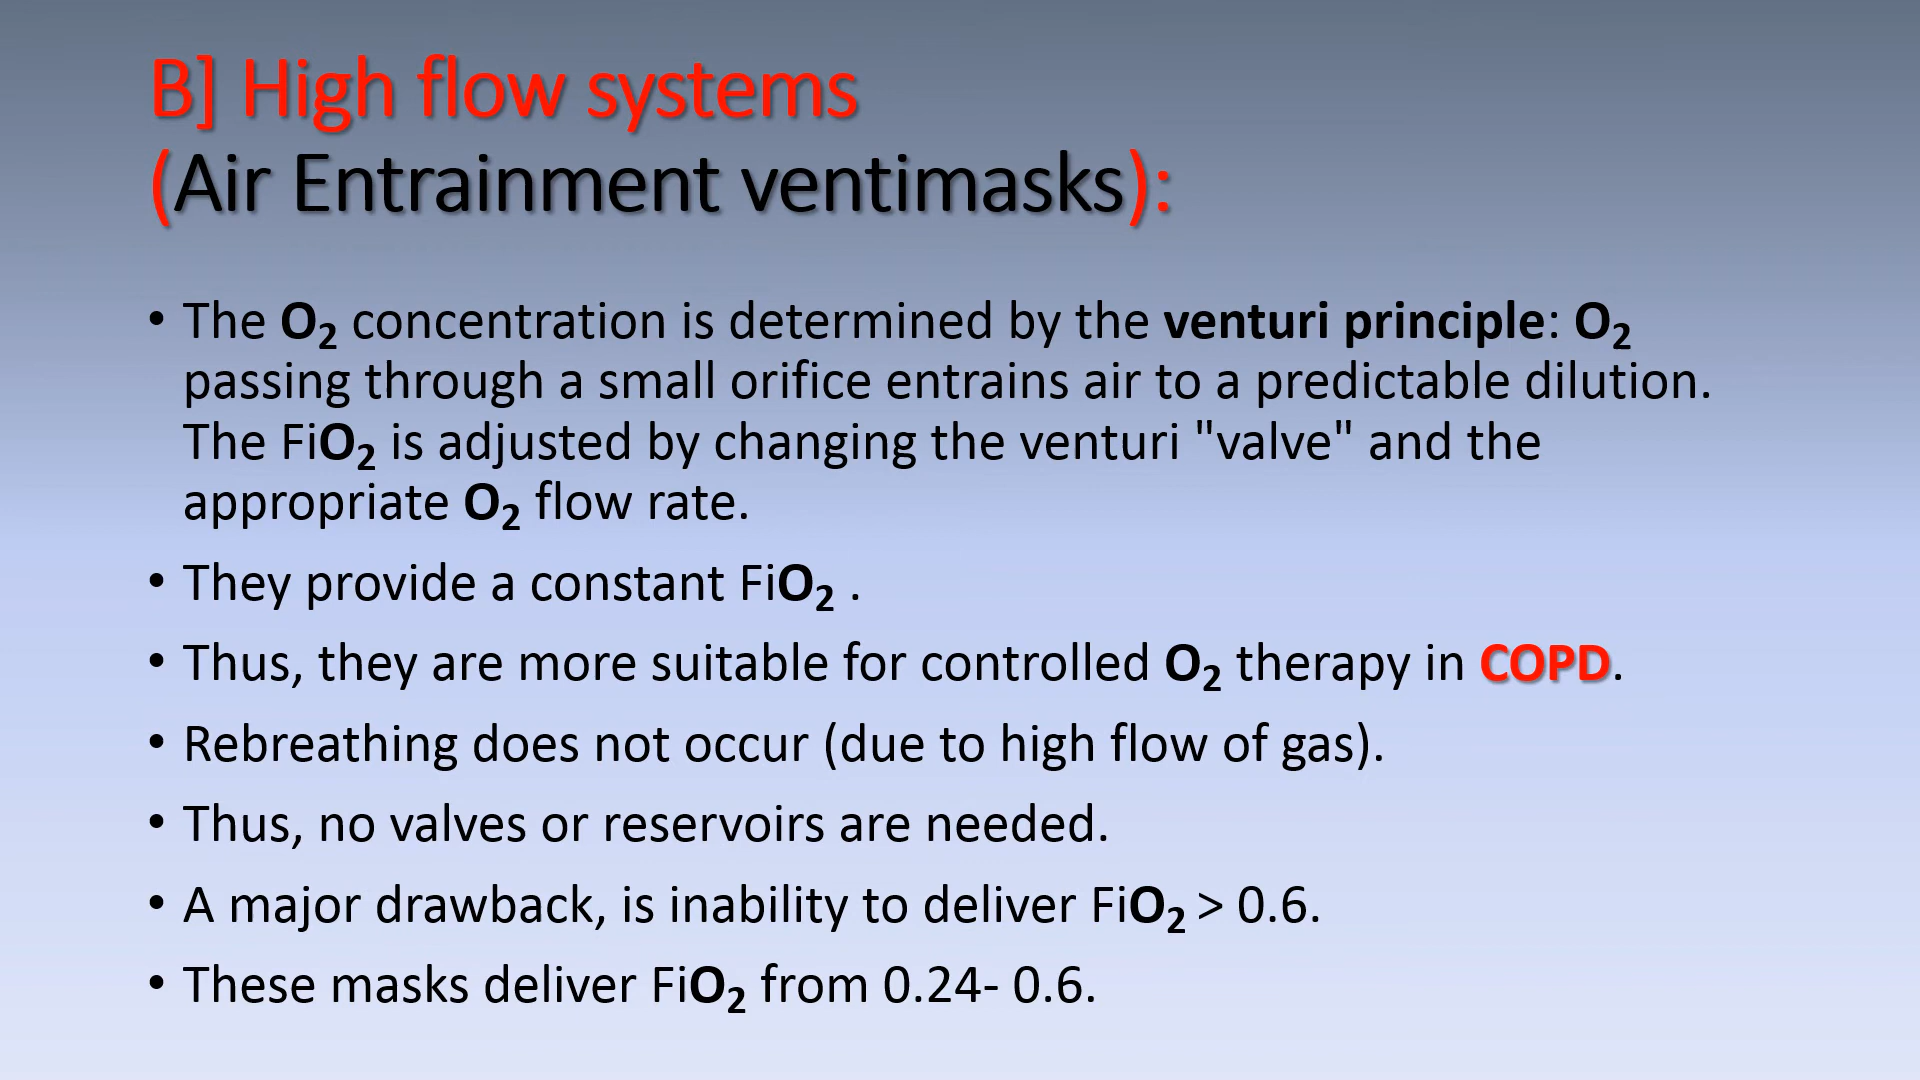 B] High flow systems
(Air Entrainment ventimasks):
• The O₂ concentration is determined by the venturi principle: O₂
passing through a small orifice entrains air to a predictable dilution.
The FiO₂ is adjusted by changing the venturi "valve" and the
appropriate O₂ flow rate.
• They provide a constant FiO₂ .
• Thus, they are more suitable for controlled O₂ therapy in COPD.
• Rebreathing does not occur (due to high flow of gas).
• Thus, no valves or reservoirs are needed.
• A major drawback, is inability to deliver FiO₂ > 0.6.
• These masks deliver FiO₂ from 0.24- 0.6.